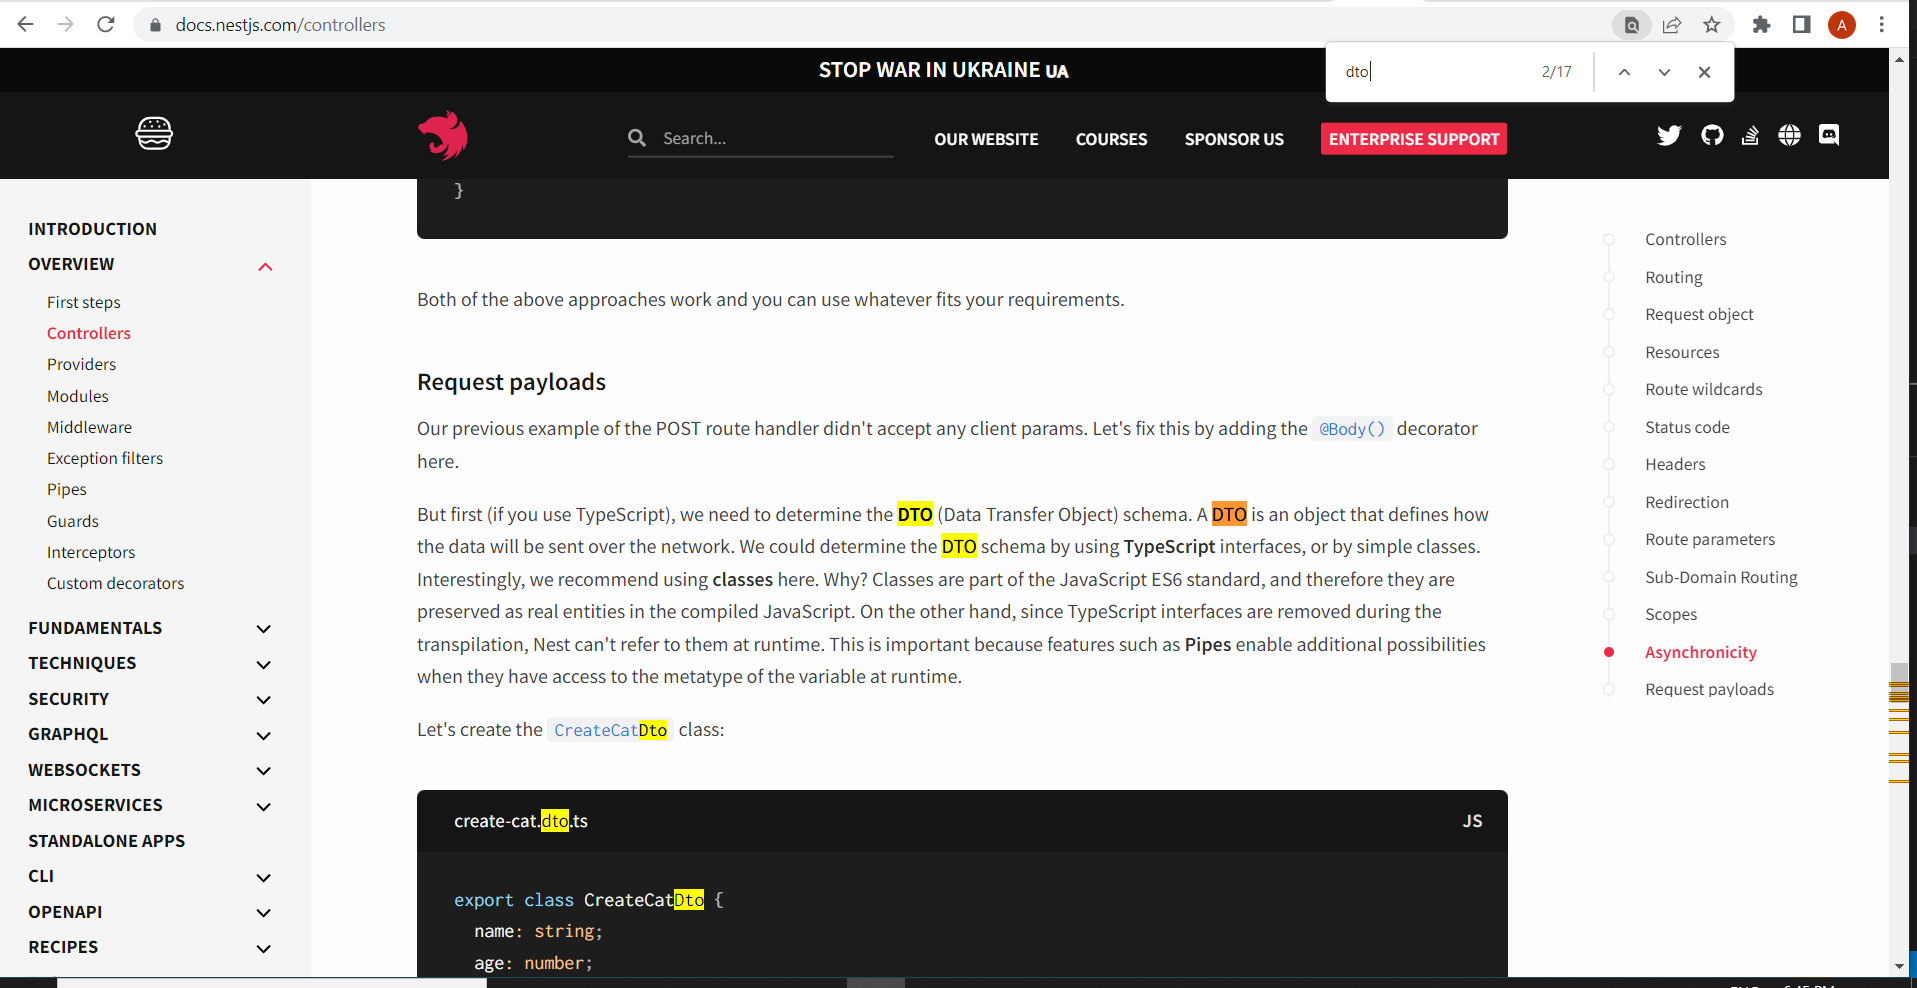 docs.nestjs.com/controllers
A
dto
2/17
STOP WAR IN UKRAINE UA
Search...
OUR WEBSITE
COURSES
SPONSOR US
ENTERPRISE SUPPORT
INTRODUCTION
OVERVIEW
First steps
Controllers
Providers
Modules
Middleware
Exception filters
Pipes
Guards
Interceptors
Custom decorators
FUNDAMENTALS
TECHNIQUES
SECURITY
GRAPHQL
WEBSOCKETS
MICROSERVICES
STANDALONE APPS
CLI
OPENAPI
RECIPES
}
Both of the above approaches work and you can use whatever fits your requirements.
Request payloads
Our previous example of the POST route handler didn't accept any client params. Let's fix this by adding the @Body() decorator
here.
But first (if you use TypeScript), we need to determine the DTO (Data Transfer Object) schema. A DTO is an object that defines how
the data will be sent over the network. We could determine the DTO schema by using TypeScript interfaces, or by simple classes.
Interestingly, we recommend using classes here. Why? Classes are part of the JavaScript ES6 standard, and therefore they are
preserved as real entities in the compiled JavaScript. On the other hand, since TypeScript interfaces are removed during the
transpilation, Nest can't refer to them at runtime. This is important because features such as Pipes enable additional possibilities
when they have access to the metatype of the variable at runtime.
Let's create the CreateCatDto class:
create-cat.dto.ts
JS
export class CreateCatDto {
name: string;
age: number;
Controllers
Routing
Request object
Resources
Route wildcards
Status code
Headers
Redirection
Route parameters
Sub-Domain Routing
Scopes
Asynchronicity
Request payloads